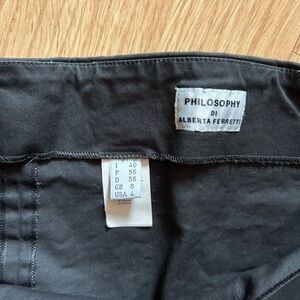 PHILOSOPHY
DI
ALBERTA FERRETTI
I 40
F 36
D 36
GB 8
USA 4